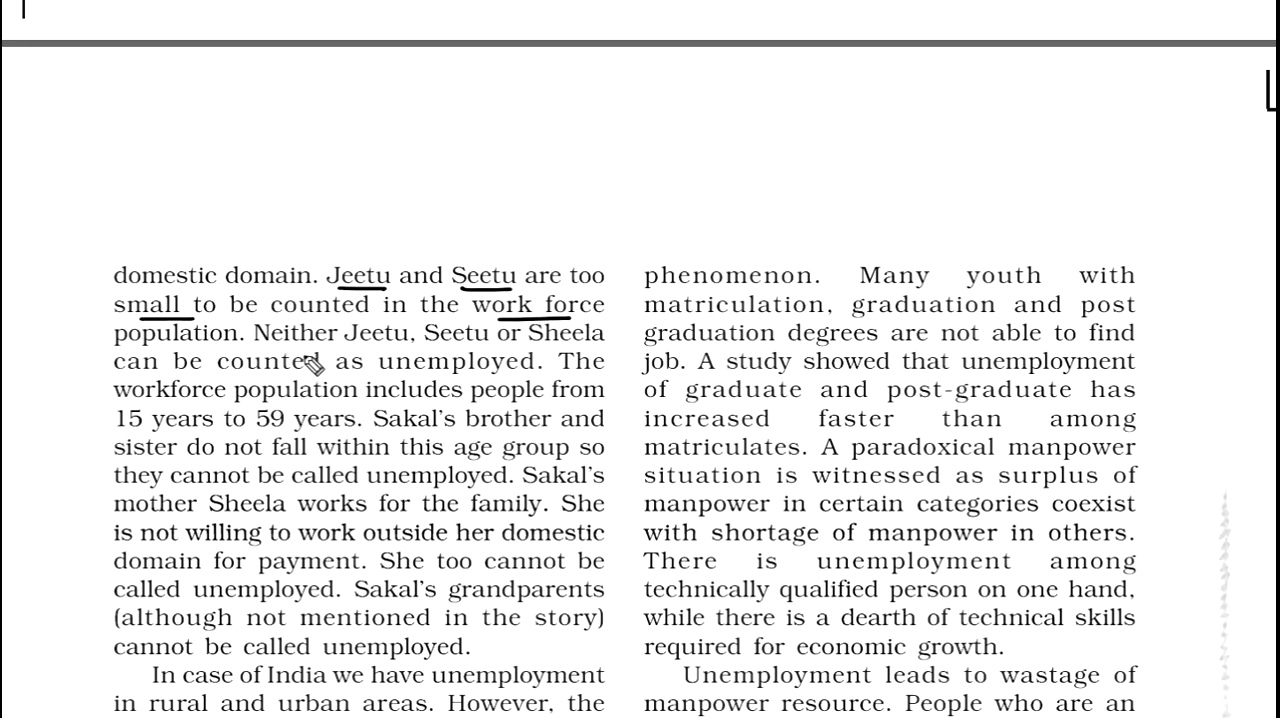 domestic domain. Jeetu and Seetu are too
small to be counted in the work force
population. Neither Jeetu, Seetu or Sheela
can be counted as unemployed. The
workforce population includes people from
15 years to 59 years. Sakal's brother and
sister do not fall within this age group so
they cannot be called unemployed. Sakal's
mother Sheela works for the family. She
is not willing to work outside her domestic
domain for payment. She too cannot be
called unemployed. Sakal's grandparents
(although not mentioned in the story)
cannot be called unemployed.
In case of India we have unemployment
in rural and urban areas. However, the
phenomenon. Many youth with
matriculation, graduation and post
graduation degrees are not able to find
job. A study showed that unemployment
of graduate and post-graduate has
increased faster than among
matriculates. A paradoxical manpower
situation is witnessed as surplus of
manpower in certain categories coexist
with shortage of manpower in others.
There is unemployment among
technically qualified person on one hand,
while there is a dearth of technical skills
required for economic growth.
Unemployment leads to wastage of
manpower resource. People who are an